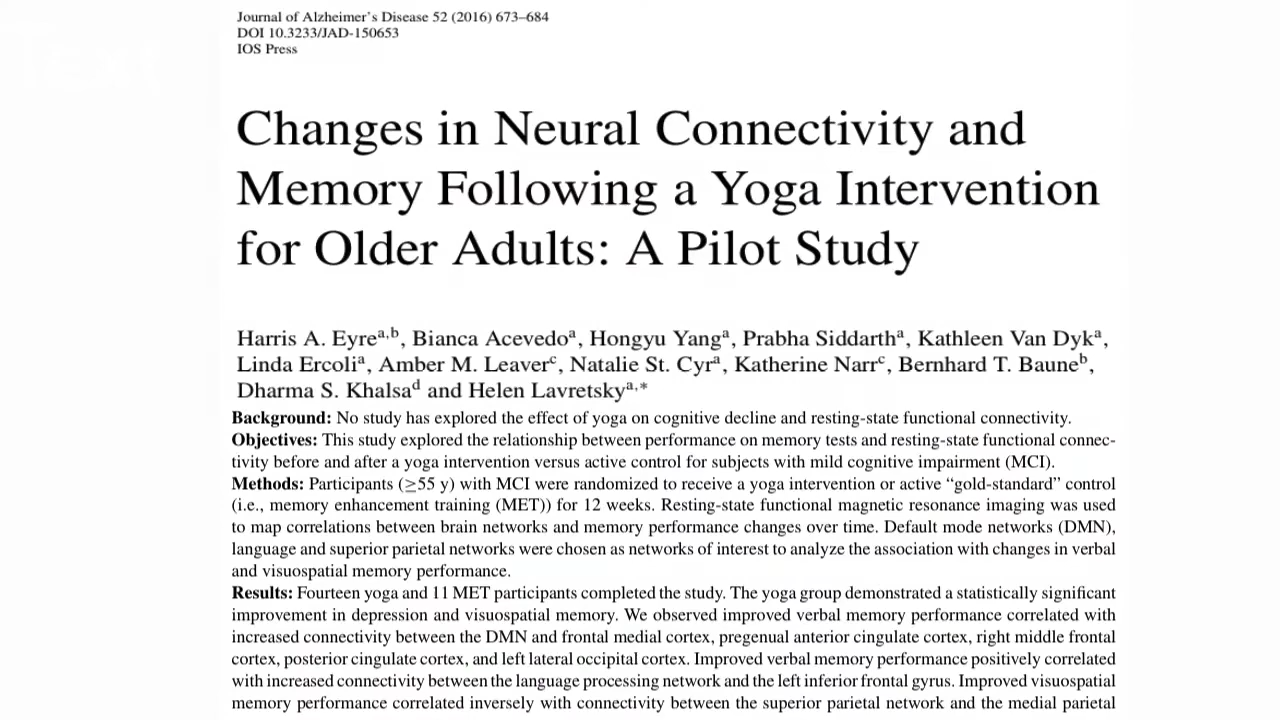 Journal of Alzheimer's Disease 52 (2016) 673–684
DOI 10.3233/JAD-150653
IOS Press
Changes in Neural Connectivity and
Memory Following a Yoga Intervention
for Older Adults: A Pilot Study
Harris A. Eyreᵃ,ᵇ, Bianca Acevedoᵃ, Hongyu Yangᵃ, Prabha Siddarthᵃ, Kathleen Van Dykᵃ,
Linda Ercoliᵃ, Amber M. Leaverᶜ, Natalie St. Cyrᵃ, Katherine Narrᶜ, Bernhard T. Bauneᵇ,
Dharma S. Khalsaᵈ and Helen Lavretskyᵃ,*
Background: No study has explored the effect of yoga on cognitive decline and resting-state functional connectivity.
Objectives: This study explored the relationship between performance on memory tests and resting-state functional connec-
tivity before and after a yoga intervention versus active control for subjects with mild cognitive impairment (MCI).
Methods: Participants (≥55 y) with MCI were randomized to receive a yoga intervention or active “gold-standard” control
(i.e., memory enhancement training (MET)) for 12 weeks. Resting-state functional magnetic resonance imaging was used
to map correlations between brain networks and memory performance changes over time. Default mode networks (DMN),
language and superior parietal networks were chosen as networks of interest to analyze the association with changes in verbal
and visuospatial memory performance.
Results: Fourteen yoga and 11 MET participants completed the study. The yoga group demonstrated a statistically significant
improvement in depression and visuospatial memory. We observed improved verbal memory performance correlated with
increased connectivity between the DMN and frontal medial cortex, pregenual anterior cingulate cortex, right middle frontal
cortex, posterior cingulate cortex, and left lateral occipital cortex. Improved verbal memory performance positively correlated
with increased connectivity between the language processing network and the left inferior frontal gyrus. Improved visuospatial
memory performance correlated inversely with connectivity between the superior parietal network and the medial parietal